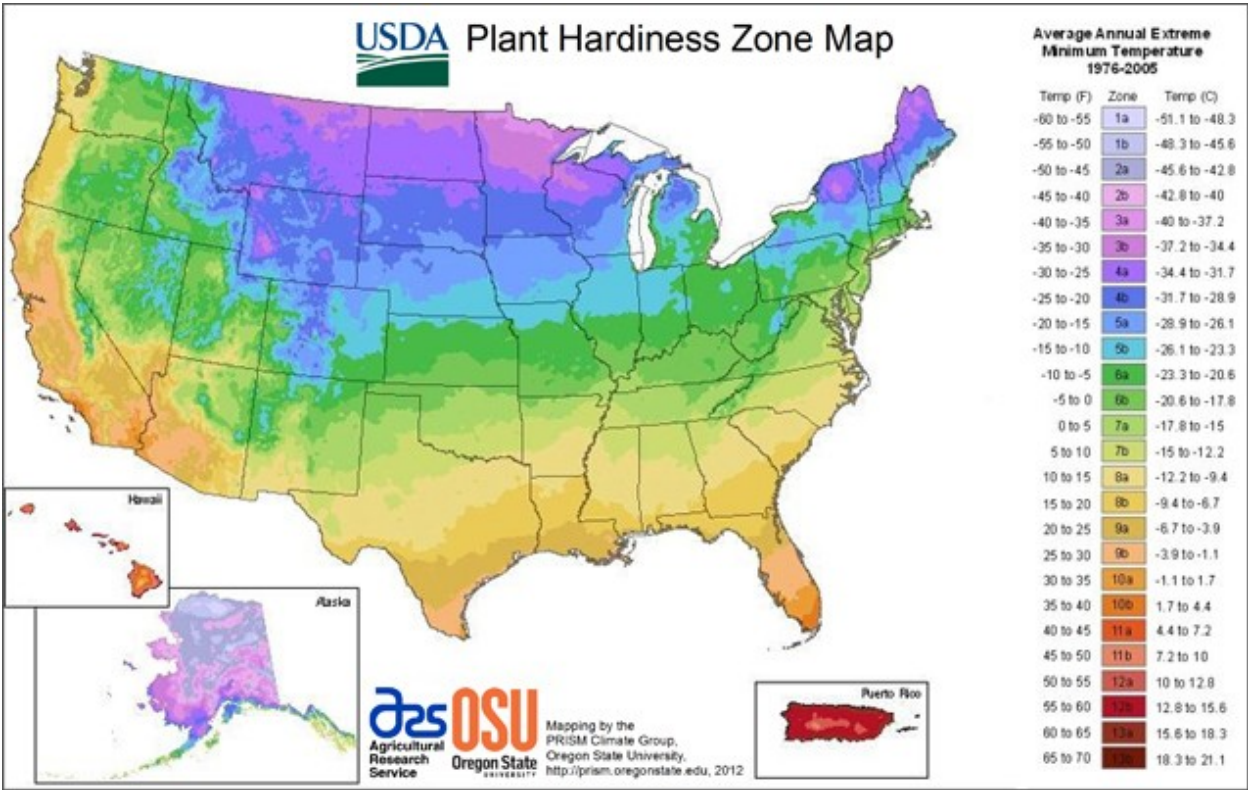 USDA Plant Hardiness Zone Map
Average Annual Extreme
Minimum Temperature
1976-2005
Temp (F) Zone Temp (C)
-60 to -55 1a -51.1 to -48.3
-55 to -50 1b -48.3 to -45.6
-50 to -45 2a -45.6 to -42.8
-45 to -40 2b -42.8 to -40
-40 to -35 3a -40 to -37.2
-35 to -30 3b -37.2 to -34.4
-30 to -25 4a -34.4 to -31.7
-25 to -20 4b -31.7 to -28.9
-20 to -15 5a -28.9 to -26.1
-15 to -10 5b -26.1 to -23.3
-10 to -5 6a -23.3 to -20.6
-5 to 0 6b -20.6 to -17.8
0 to 5 7a -17.8 to -15
5 to 10 7b -15 to -12.2
10 to 15 8a -12.2 to -9.4
15 to 20 8b -9.4 to -6.7
20 to 25 9a -6.7 to -3.9
25 to 30 9b -3.9 to -1.1
30 to 35 10a -1.1 to 1.7
35 to 40 10b 1.7 to 4.4
40 to 45 11a 4.4 to 7.2
45 to 50 11b 7.2 to 10
50 to 55 12a 10 to 12.8
55 to 60 12b 12.8 to 15.6
60 to 65 13a 15.6 to 18.3
65 to 70 13b 18.3 to 21.1
Hawaii
Alaska
Puerto Rico
ars
Agricultural
Research
Service
OSU
Oregon State
UNIVERSITY
Mapping by the
PRISM Climate Group,
Oregon State University,
http://prism.oregonstate.edu, 2012